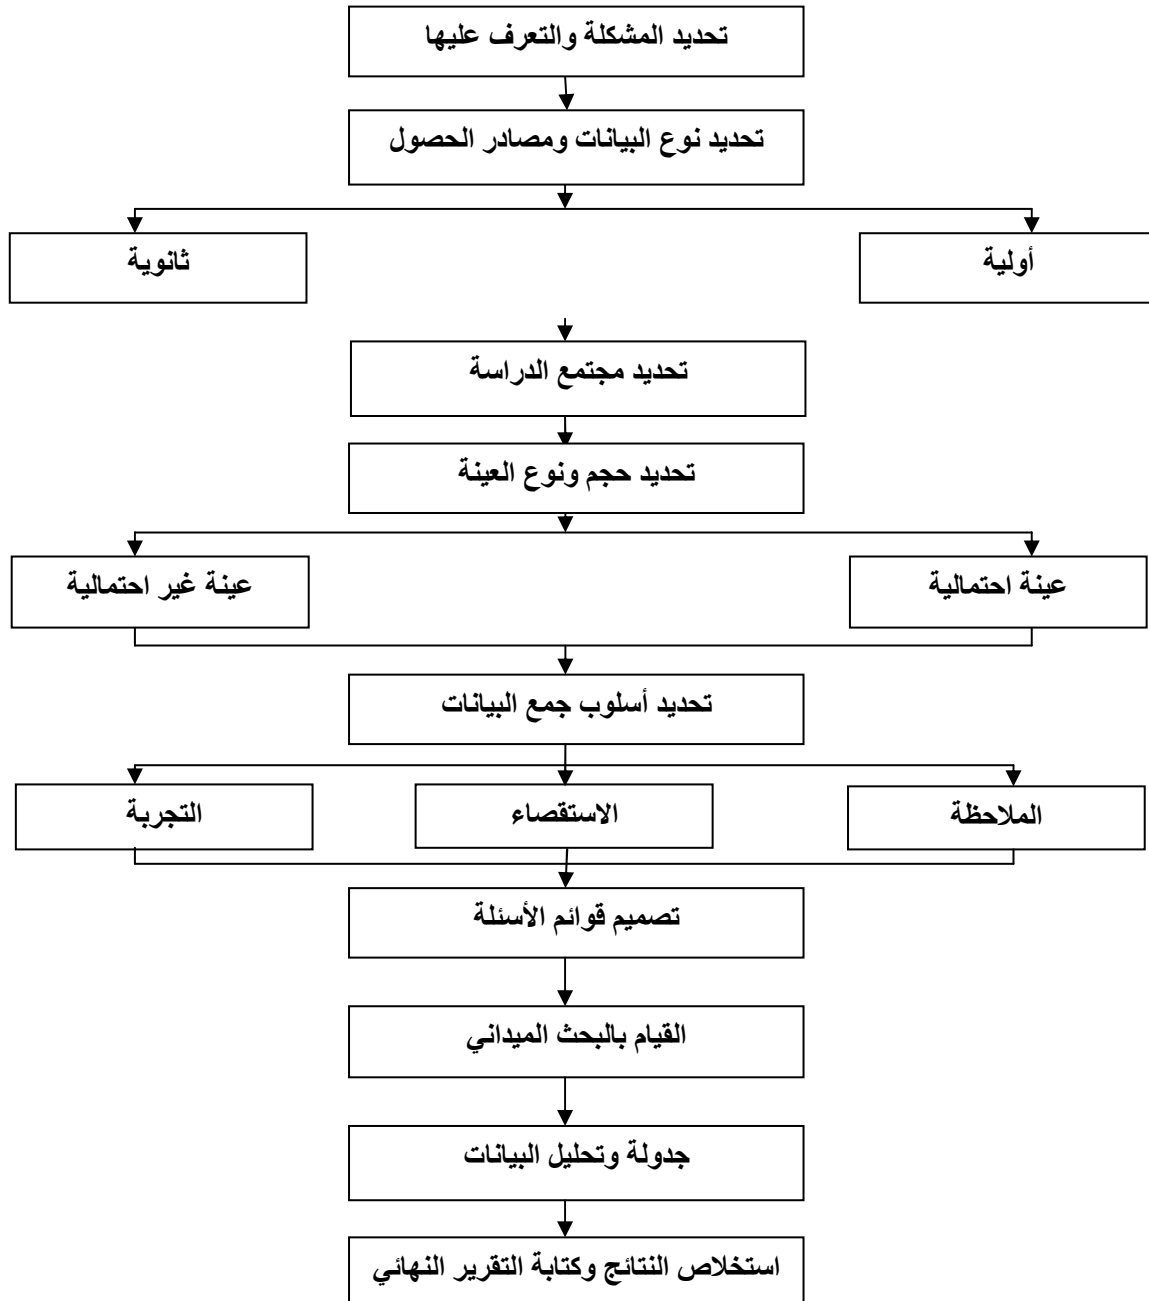 تحديد المشكلة والتعرف عليها
تحديد نوع البيانات ومصادر الحصول
أولية
ثانوية
تحديد مجتمع الدراسة
تحديد حجم ونوع العينة
عينة احتمالية
عينة غير احتمالية
تحديد أسلوب جمع البيانات
الملاحظة
الاستقصاء
التجربة
تصميم قوائم الأسئلة
القيام بالبحث الميداني
جدولة وتحليل البيانات
استخلاص النتائج وكتابة التقرير النهائي